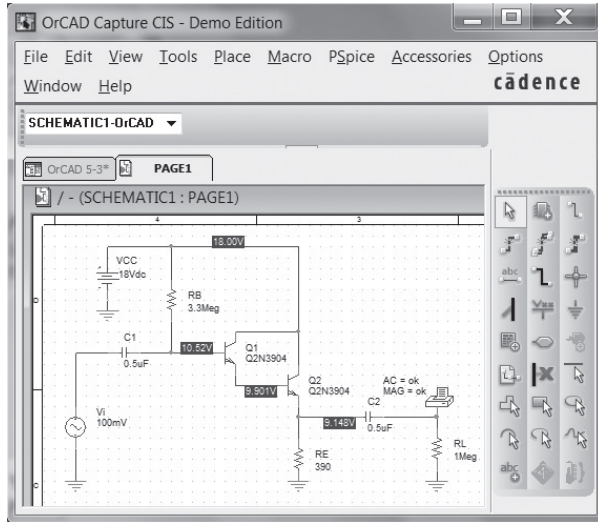 OrCAD Capture CIS - Demo Edition
File Edit View Tools Place Macro PSpice Accessories Options
Window Help
cādence
SCHEMATIC1-OrCAD
OrCAD 5-3*
PAGE1
/ - (SCHEMATIC1 : PAGE1)
4
3
18.00V
VCC
18Vdc
RB
3.3Meg
C1
0.5uF
10.52V
Q1
Q2N3904
9.901V
Q2
Q2N3904
AC = ok
MAG = ok
C2
0.5uF
9.148V
Vi
100mV
RE
390
RL
1Meg
D
C
abc
abc